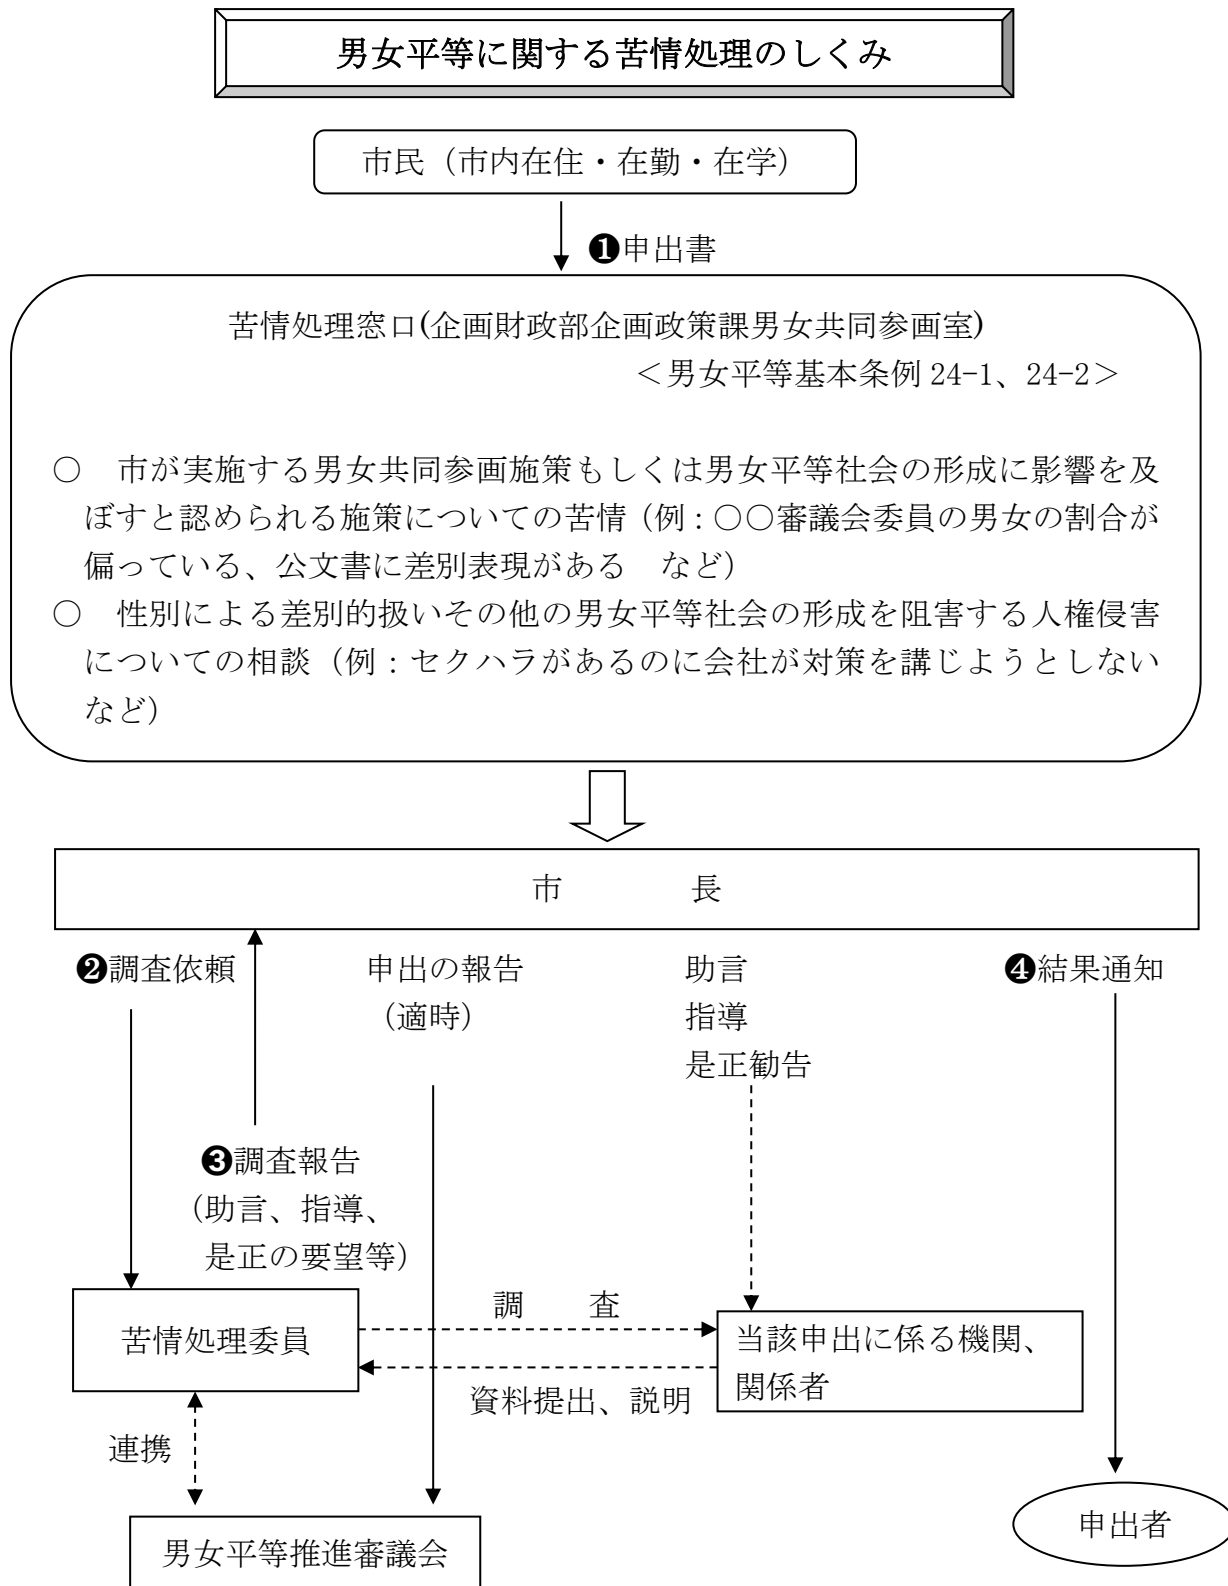 男女平等に関する苦情処理のしくみ
市民（市内在住・在勤・在学）
❶申出書
苦情処理窓口(企画財政部企画政策課男女共同参画室)
＜男女平等基本条例 24-1、24-2＞
○　市が実施する男女共同参画施策もしくは男女平等社会の形成に影響を及
ぼすと認められる施策についての苦情（例：○○審議会委員の男女の割合が
偏っている、公文書に差別表現がある　など）
○　性別による差別的扱いその他の男女平等社会の形成を阻害する人権侵害
についての相談（例：セクハラがあるのに会社が対策を講じようとしない
など）
市　　　　長
❷調査依頼
申出の報告
（適時）
助言
指導
是正勧告
❹結果通知
❸調査報告
（助言、指導、
是正の要望等）
苦情処理委員
調　　査
資料提出、説明
当該申出に係る機関、
関係者
連携
男女平等推進審議会
申出者